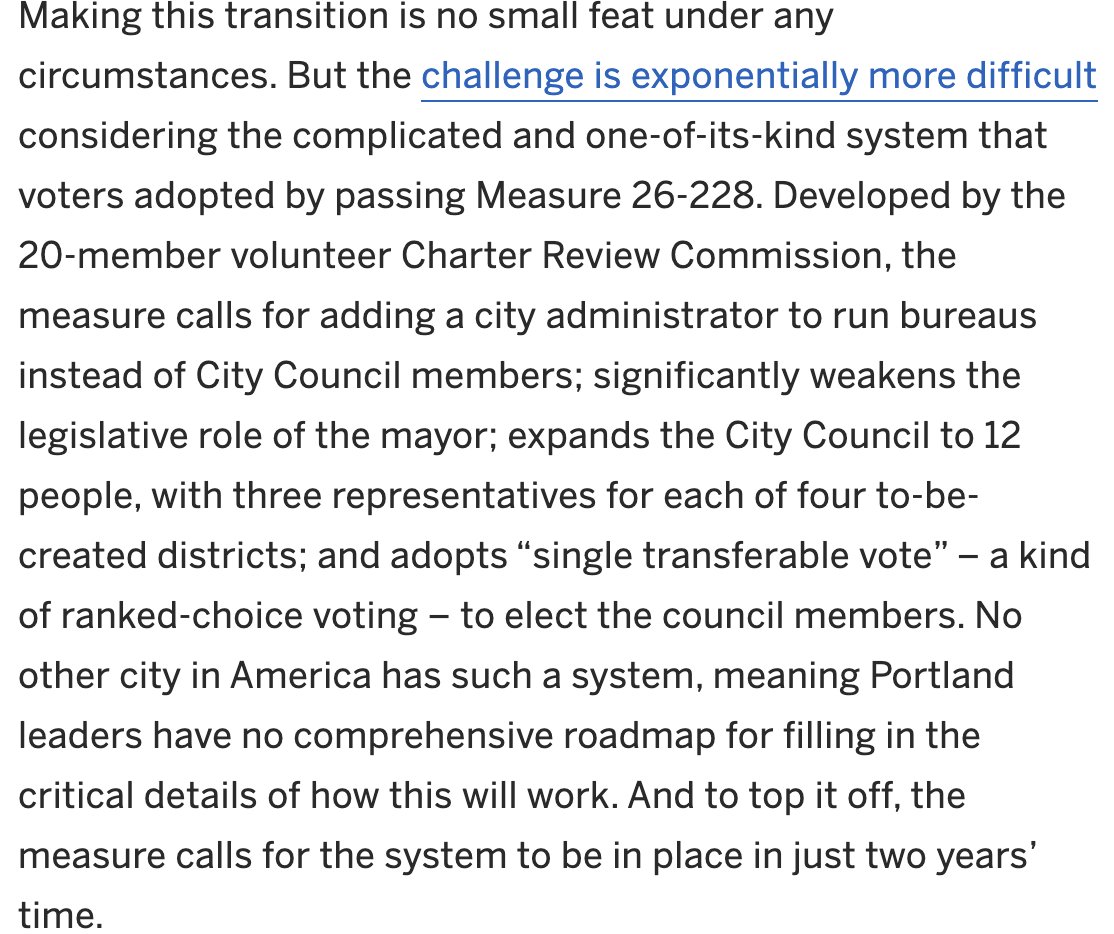 Making this transition is no small feat under any
circumstances. But the challenge is exponentially more difficult
considering the complicated and one-of-its-kind system that
voters adopted by passing Measure 26-228. Developed by the
20-member volunteer Charter Review Commission, the
measure calls for adding a city administrator to run bureaus
instead of City Council members; significantly weakens the
legislative role of the mayor; expands the City Council to 12
people, with three representatives for each of four to-be-
created districts; and adopts “single transferable vote” – a kind
of ranked-choice voting – to elect the council members. No
other city in America has such a system, meaning Portland
leaders have no comprehensive roadmap for filling in the
critical details of how this will work. And to top it off, the
measure calls for the system to be in place in just two years’
time.